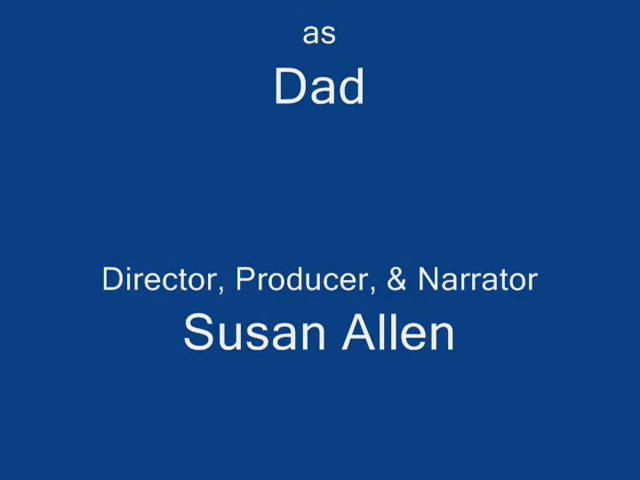 as
Dad
Director, Producer, & Narrator
Susan Allen